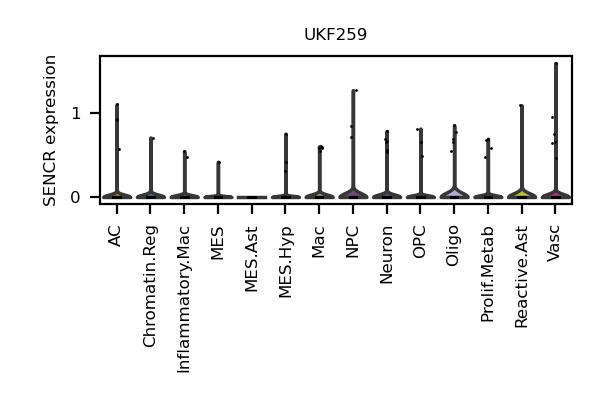 UKF259
SENCR expression
1
0
AC
Chromatin.Reg
Inflammatory.Mac
MES
MES.Ast
MES.Hyp
Mac
NPC
Neuron
OPC
Oligo
Prolif.Metab
Reactive.Ast
Vasc